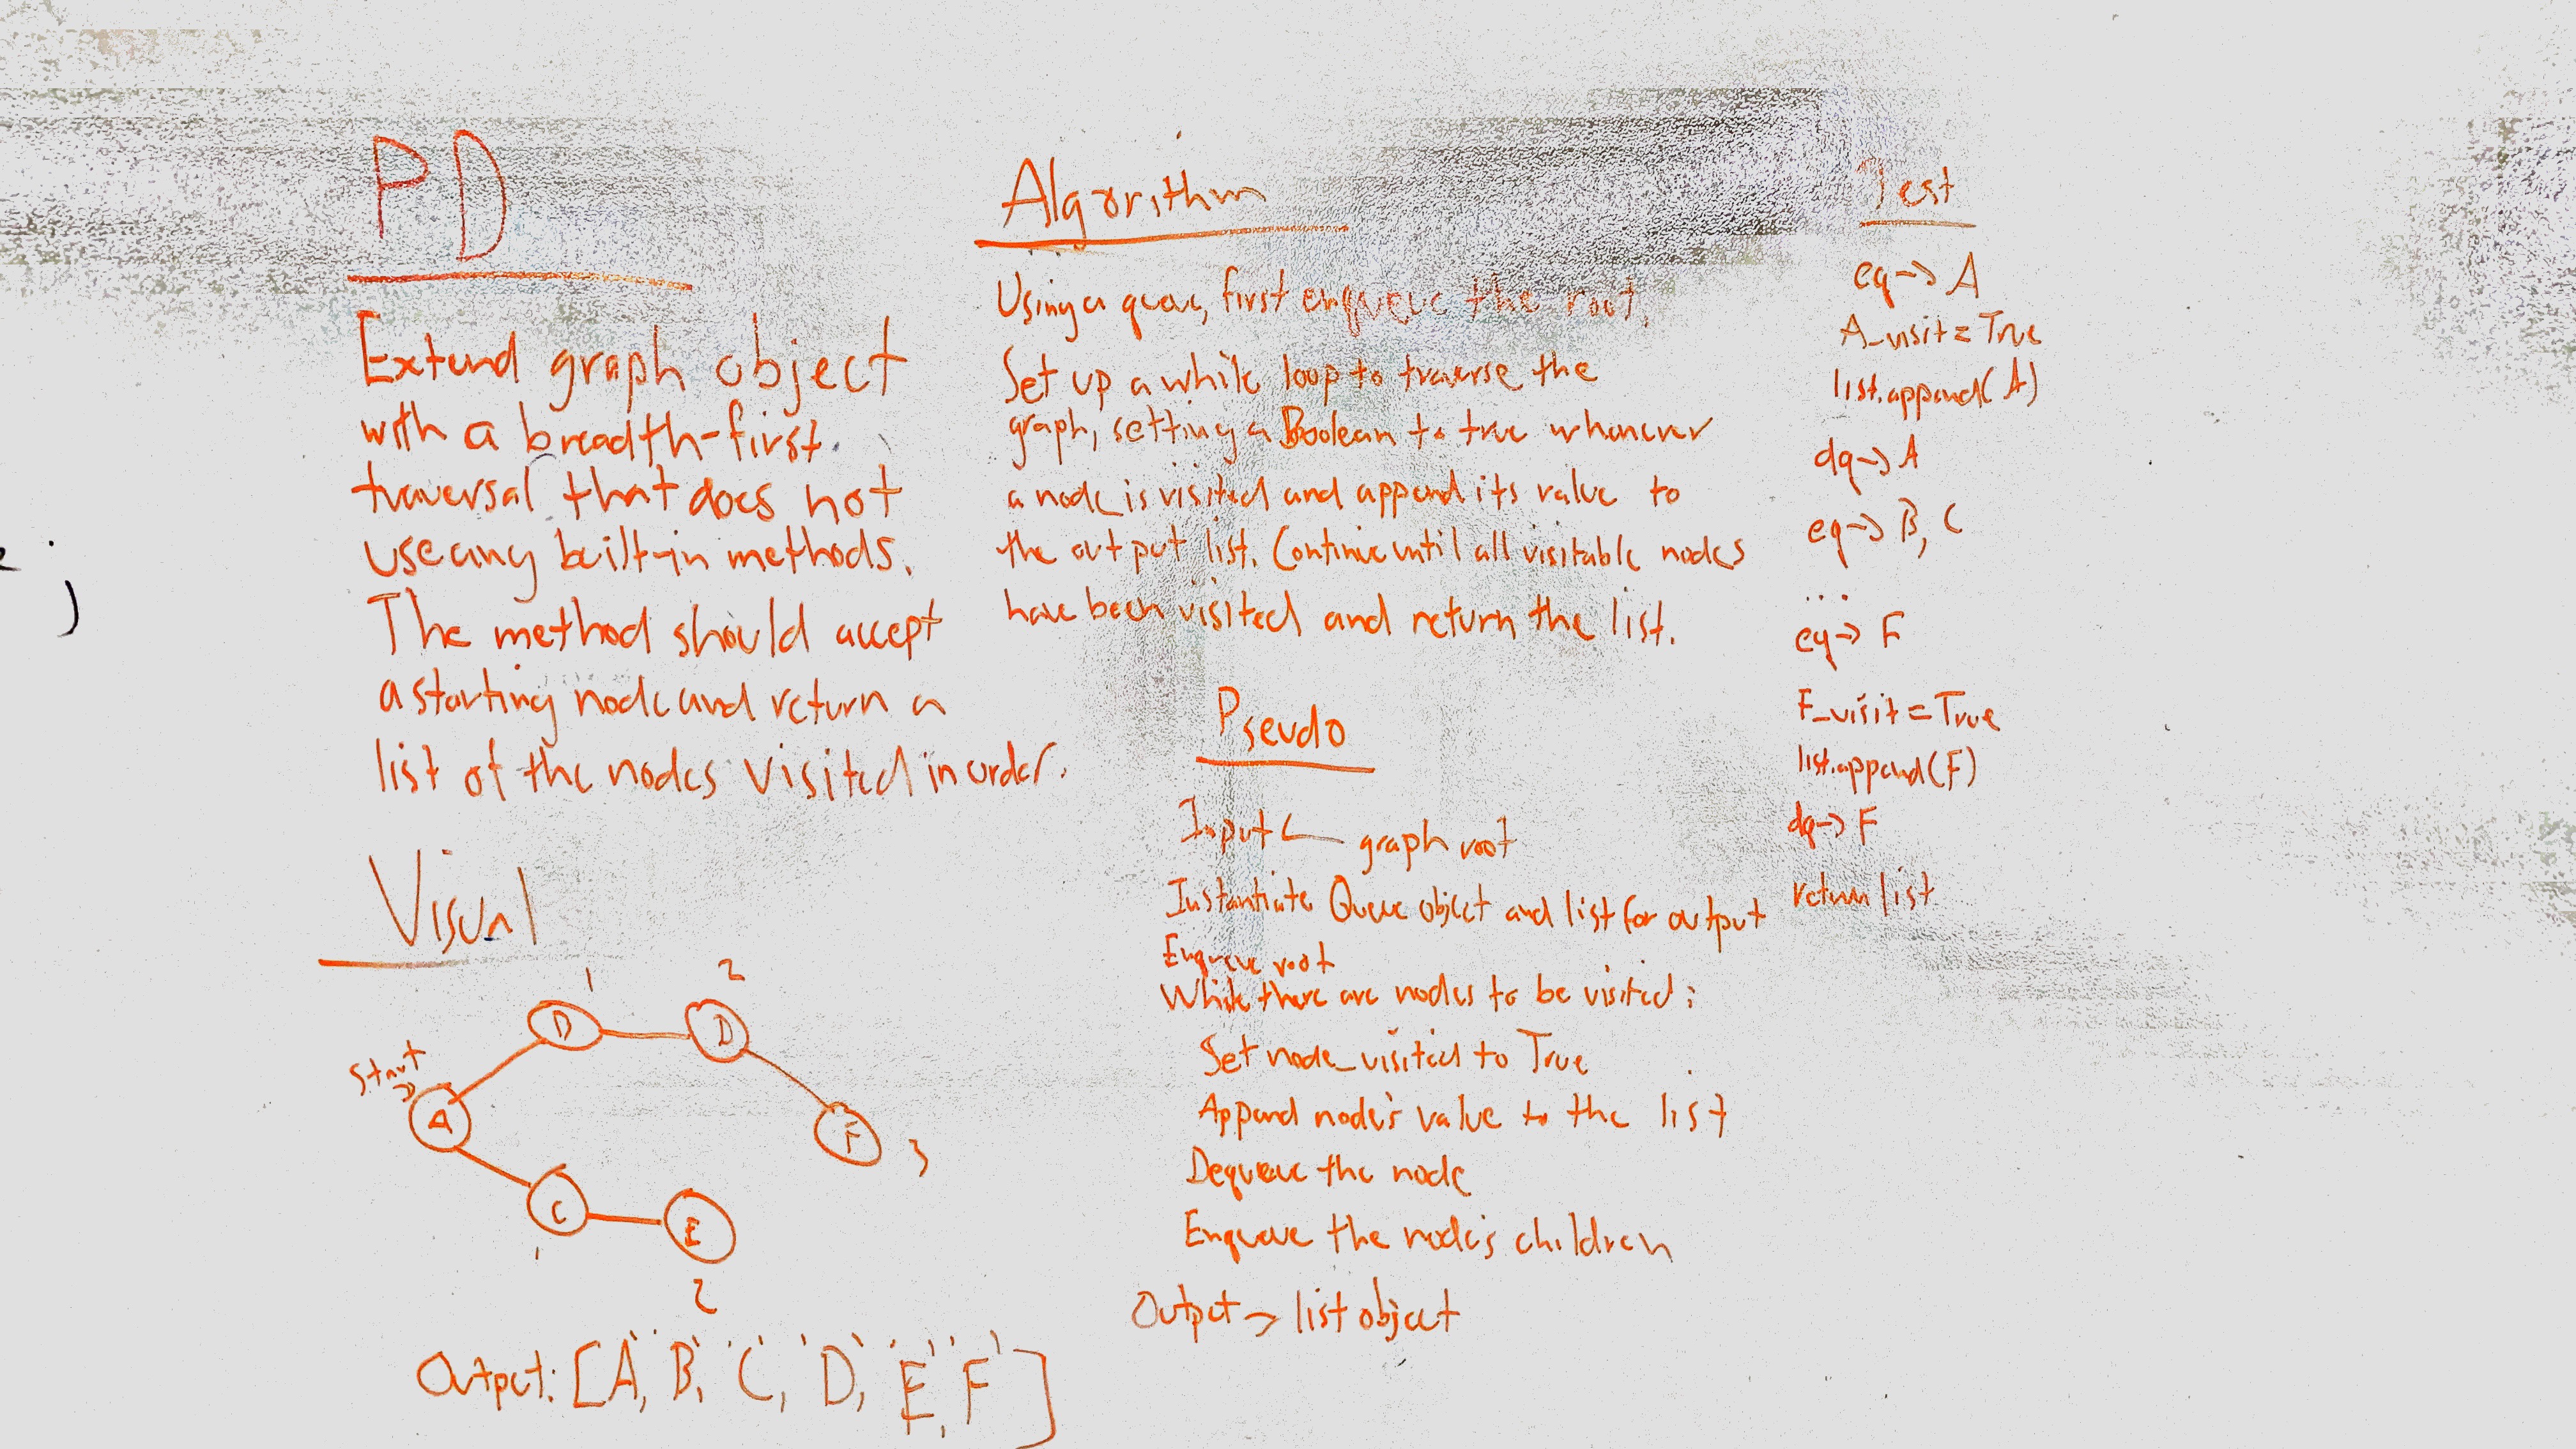 PD
Extend graph object
with a breadth-first
traversal that does not
use any built-in methods.
The method should accept
a starting node and return a
list of the nodes visited in order.
Visual
Start
1
2
B
D
A
F
3
C
E
1
2
Output: ['A', 'B', 'C', 'D', 'E', 'F']
Algorithm
Using a queue, first enqueue the root.
Set up a while loop to traverse the
graph, setting a Boolean to true whenever
a node is visited and append its value to
the output list. Continue until all visitable nodes
have been visited and return the list.
Pseudo
Input ← graph root
Instantiate Queue object and list for output
Enqueue root
While there are nodes to be visited:
Set node_visited to True
Append node's value to the list
Dequeue the node
Enqueue the node's children
Output → list object
Test
eq → A
A_visit = True
list.append(A)
dq → A
eq → B, C
...
eq → F
F_visit = True
list.append(F)
dq → F
return list